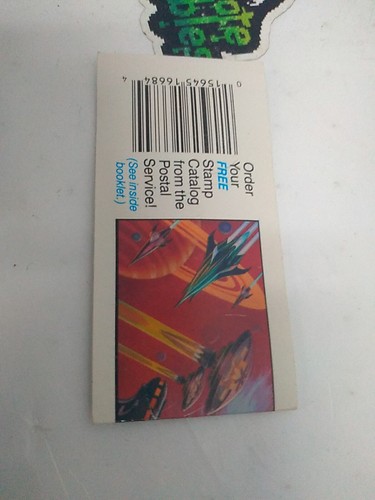 Order
Your
FREE
Stamp
Catalog
from the
Postal
Service!
(See inside
booklet.)
0 15645 16684 4